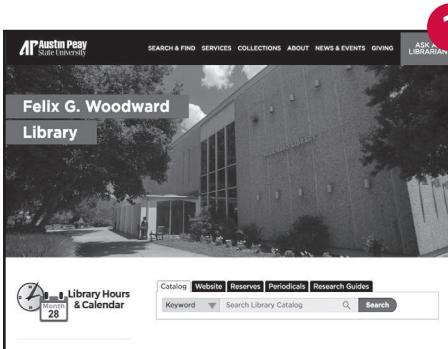 AP Austin Peay
State University
SEARCH & FIND SERVICES COLLECTIONS ABOUT NEWS & EVENTS GIVING
ASK A
LIBRARIAN
Felix G. Woodward
Library
Library Hours
& Calendar
Month
28
Catalog Website Reserves Periodicals Research Guides
Keyword Search Library Catalog Search